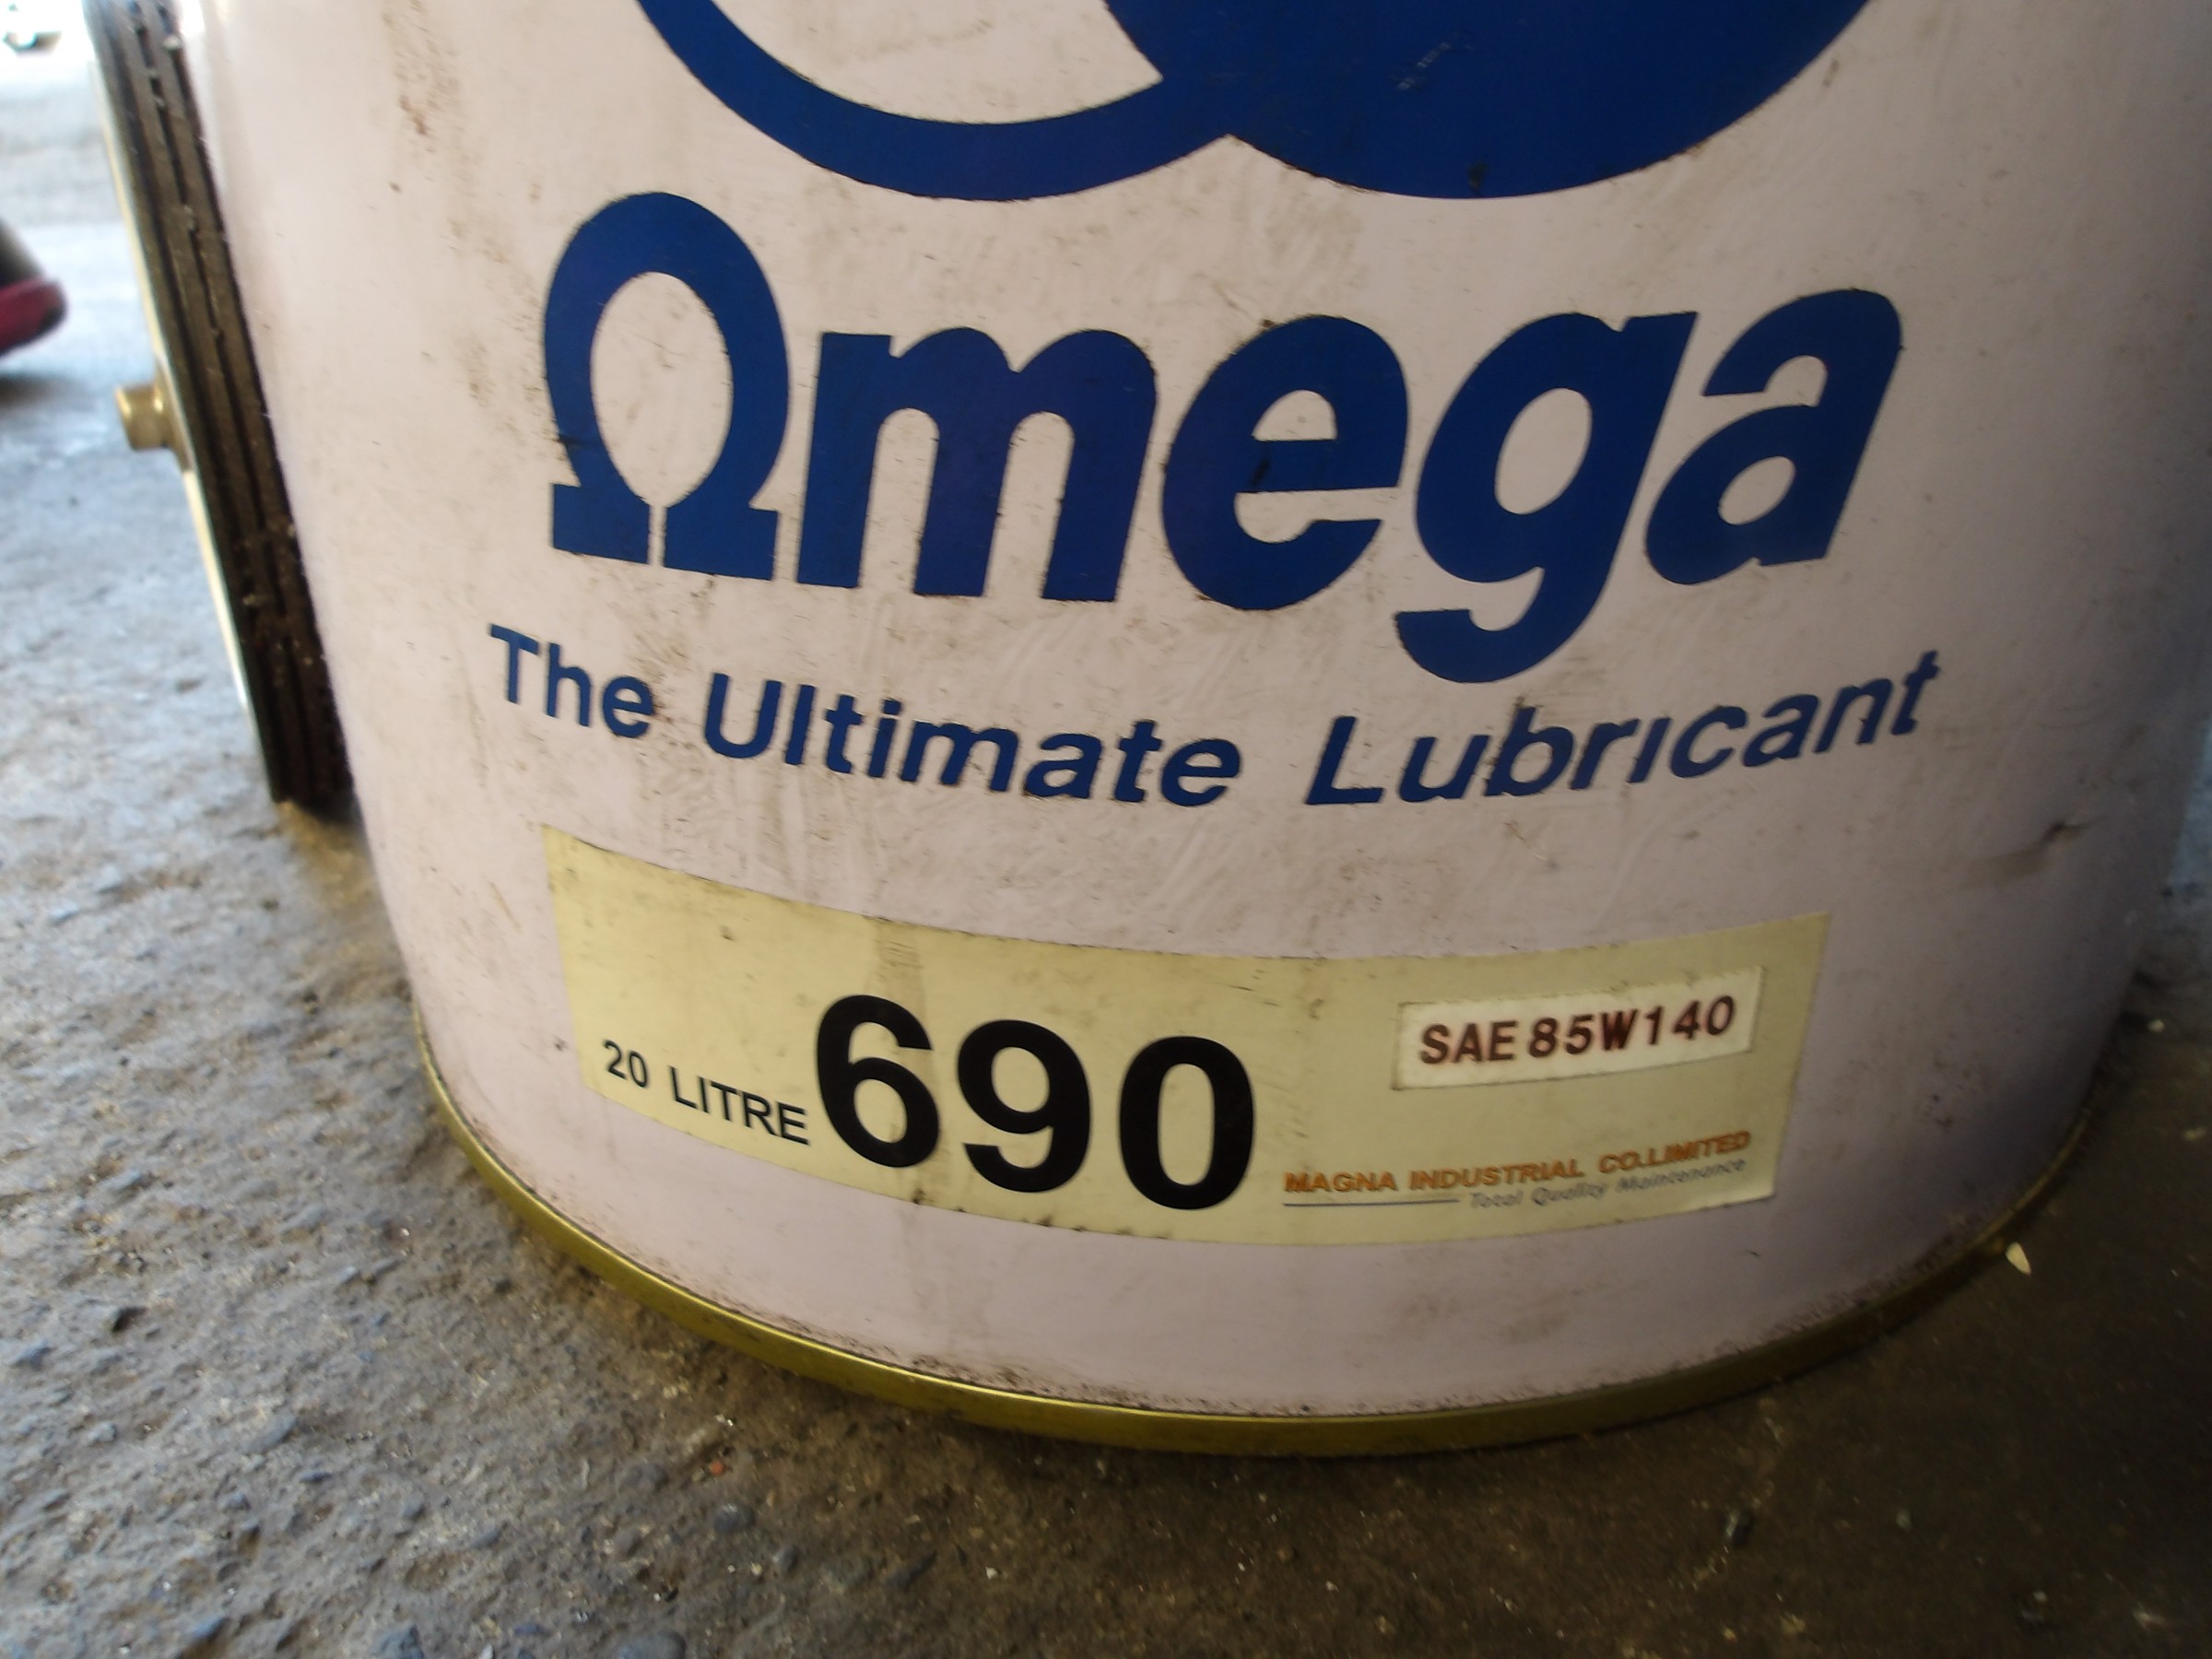 Ωmega
The Ultimate Lubricant
20 LITRE 690 SAE 85W140
MAGNA INDUSTRIAL CO.LIMITED
Total Quality Maintenance